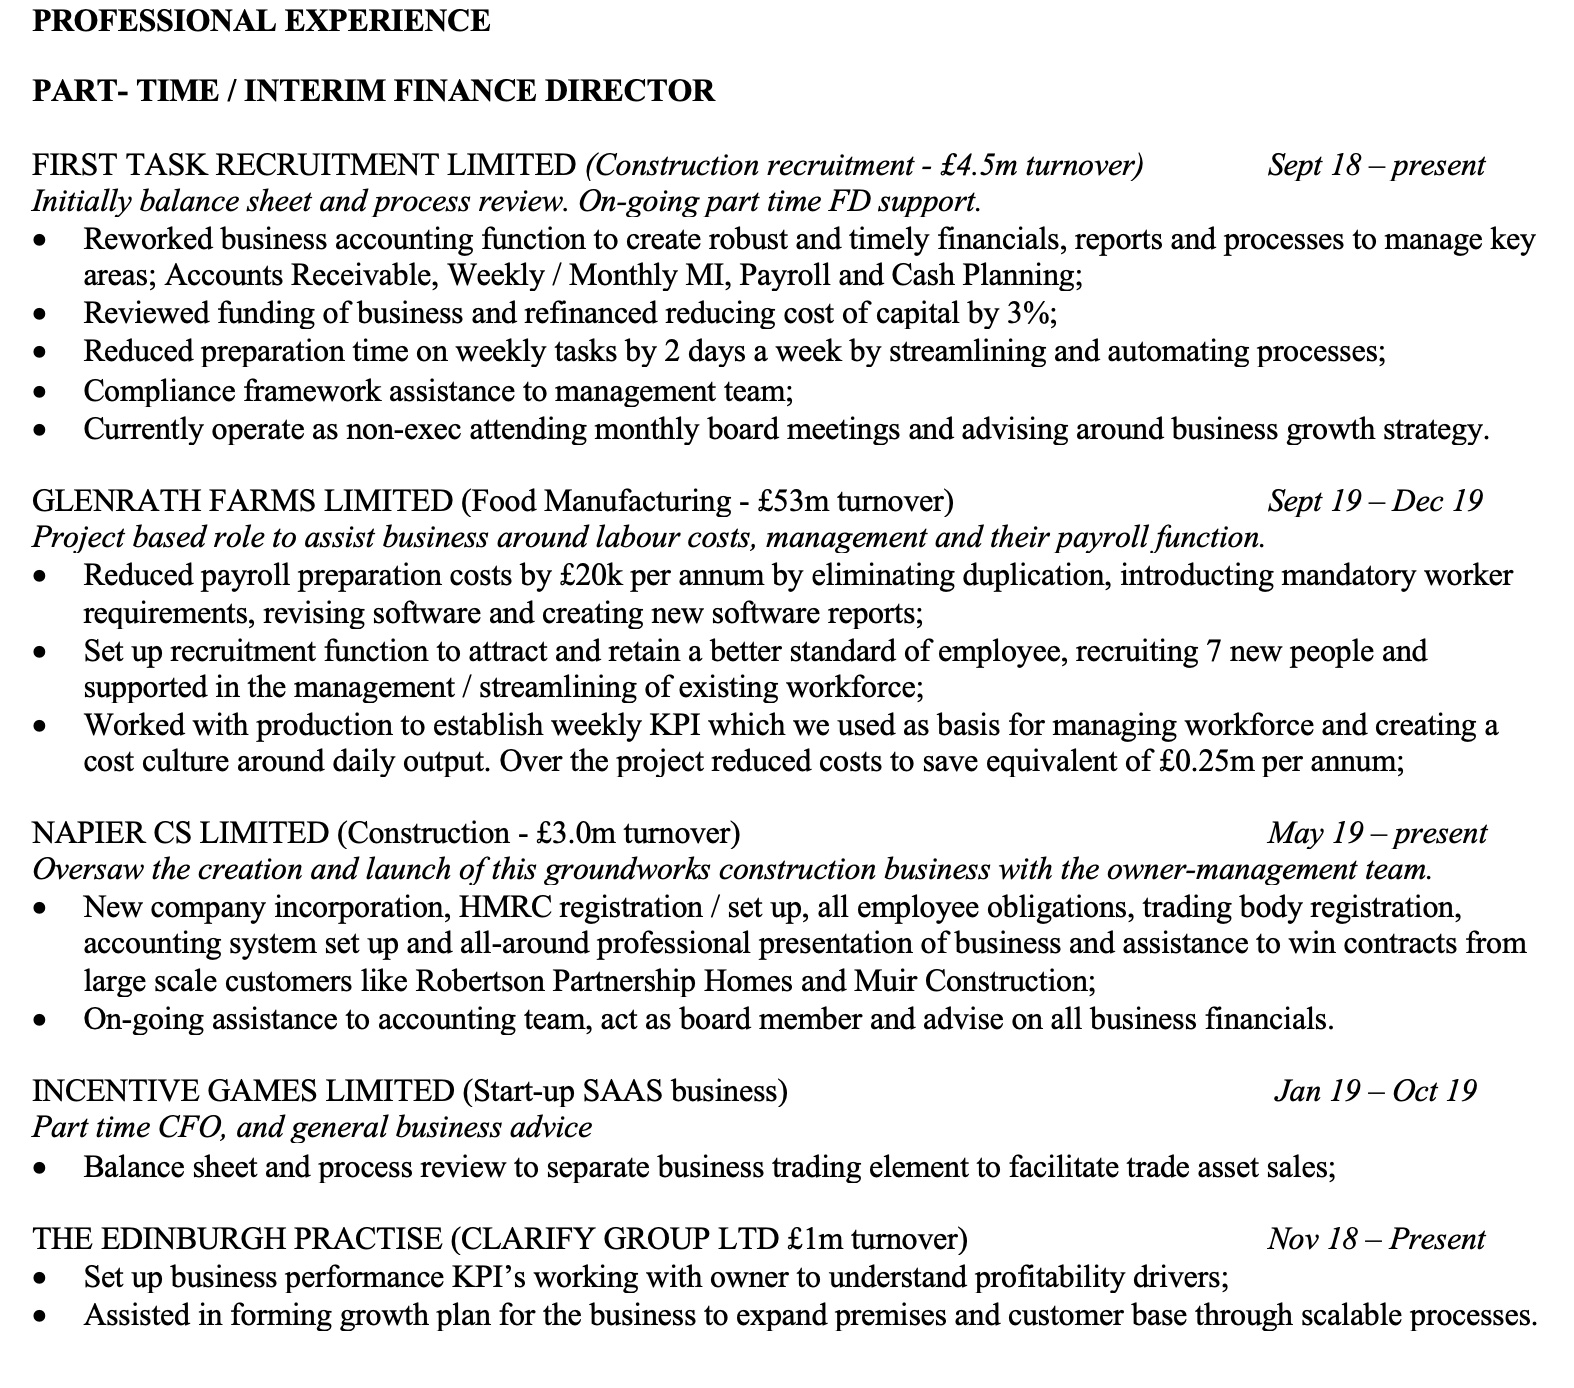 PROFESSIONAL EXPERIENCE
PART- TIME / INTERIM FINANCE DIRECTOR
FIRST TASK RECRUITMENT LIMITED (Construction recruitment - £4.5m turnover) Sept 18 – present
Initially balance sheet and process review. On-going part time FD support.
• Reworked business accounting function to create robust and timely financials, reports and processes to manage key
areas; Accounts Receivable, Weekly / Monthly MI, Payroll and Cash Planning;
• Reviewed funding of business and refinanced reducing cost of capital by 3%;
• Reduced preparation time on weekly tasks by 2 days a week by streamlining and automating processes;
• Compliance framework assistance to management team;
• Currently operate as non-exec attending monthly board meetings and advising around business growth strategy.
GLENRATH FARMS LIMITED (Food Manufacturing - £53m turnover) Sept 19 – Dec 19
Project based role to assist business around labour costs, management and their payroll function.
• Reduced payroll preparation costs by £20k per annum by eliminating duplication, introducting mandatory worker
requirements, revising software and creating new software reports;
• Set up recruitment function to attract and retain a better standard of employee, recruiting 7 new people and
supported in the management / streamlining of existing workforce;
• Worked with production to establish weekly KPI which we used as basis for managing workforce and creating a
cost culture around daily output. Over the project reduced costs to save equivalent of £0.25m per annum;
NAPIER CS LIMITED (Construction - £3.0m turnover) May 19 – present
Oversaw the creation and launch of this groundworks construction business with the owner-management team.
• New company incorporation, HMRC registration / set up, all employee obligations, trading body registration,
accounting system set up and all-around professional presentation of business and assistance to win contracts from
large scale customers like Robertson Partnership Homes and Muir Construction;
• On-going assistance to accounting team, act as board member and advise on all business financials.
INCENTIVE GAMES LIMITED (Start-up SAAS business) Jan 19 – Oct 19
Part time CFO, and general business advice
• Balance sheet and process review to separate business trading element to facilitate trade asset sales;
THE EDINBURGH PRACTISE (CLARIFY GROUP LTD £1m turnover) Nov 18 – Present
• Set up business performance KPI’s working with owner to understand profitability drivers;
• Assisted in forming growth plan for the business to expand premises and customer base through scalable processes.